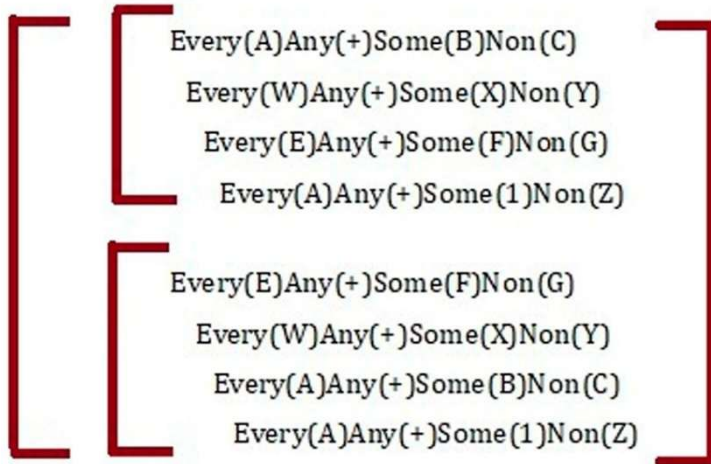 Every(A)Any(+)Some(B)Non(C)
Every(W)Any(+)Some(X)Non(Y)
Every(E)Any(+)Some(F)Non(G)
Every(A)Any(+)Some(1)Non(Z)
Every(E)Any(+)Some(F)Non(G)
Every(W)Any(+)Some(X)Non(Y)
Every(A)Any(+)Some(B)Non(C)
Every(A)Any(+)Some(1)Non(Z)